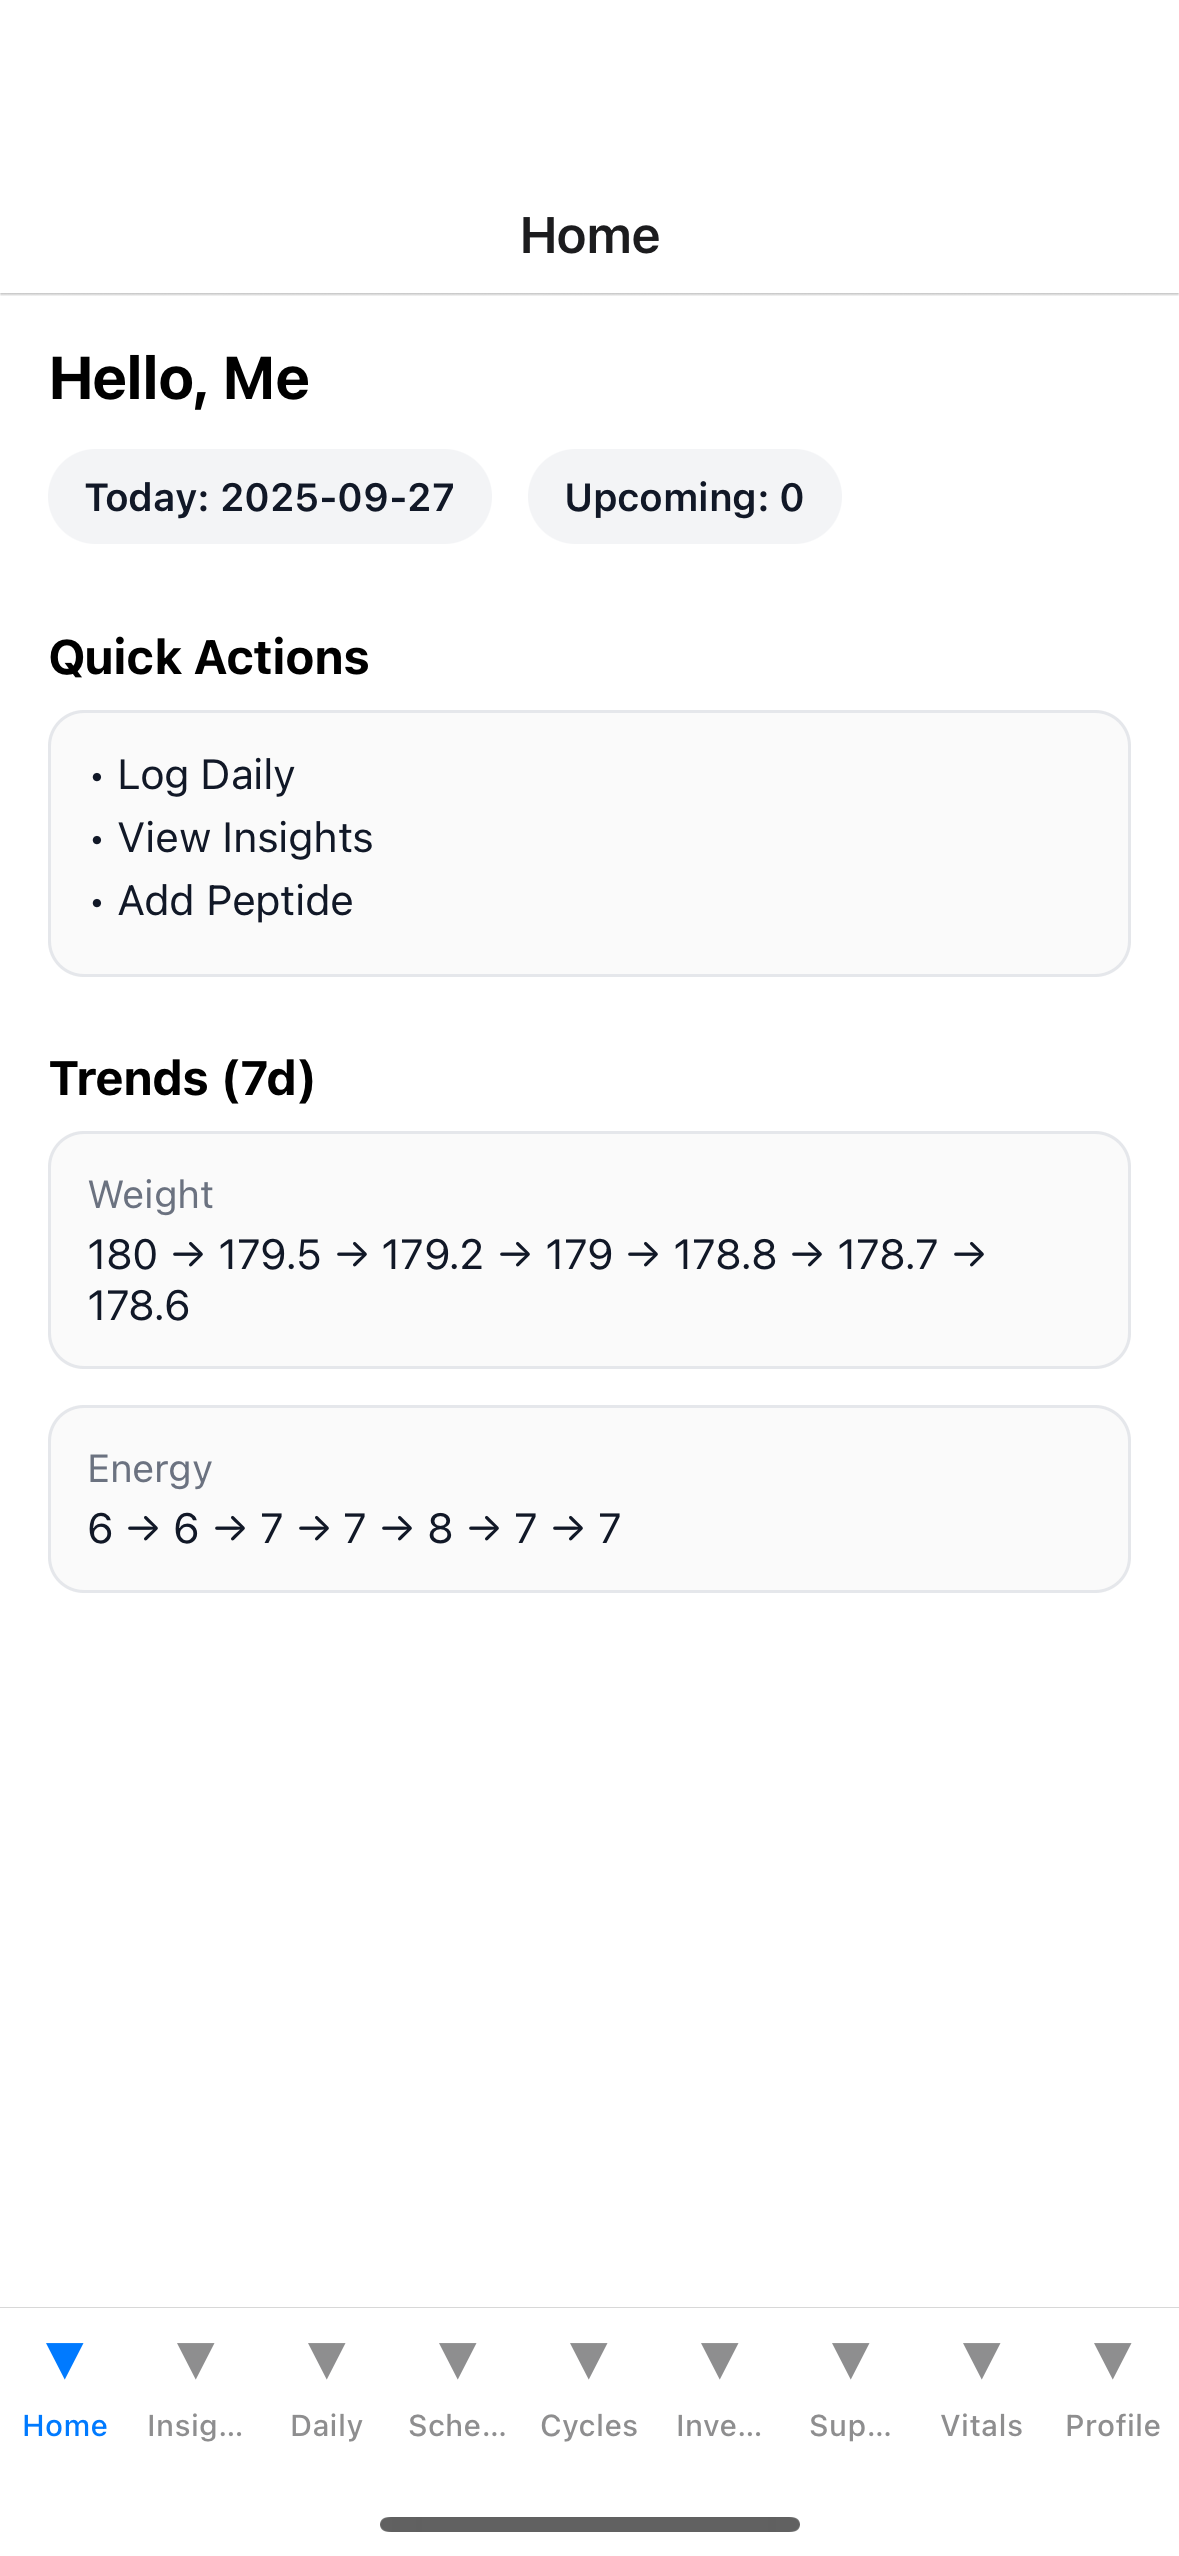 Home
Hello, Me
Today: 2025-09-27
Upcoming: 0
Quick Actions
• Log Daily
• View Insights
• Add Peptide
Trends (7d)
Weight
180 → 179.5 → 179.2 → 179 → 178.8 → 178.7 →
178.6
Energy
6 → 6 → 7 → 7 → 8 → 7 → 7
Home
Insig...
Daily
Sche...
Cycles
Inve...
Sup...
Vitals
Profile